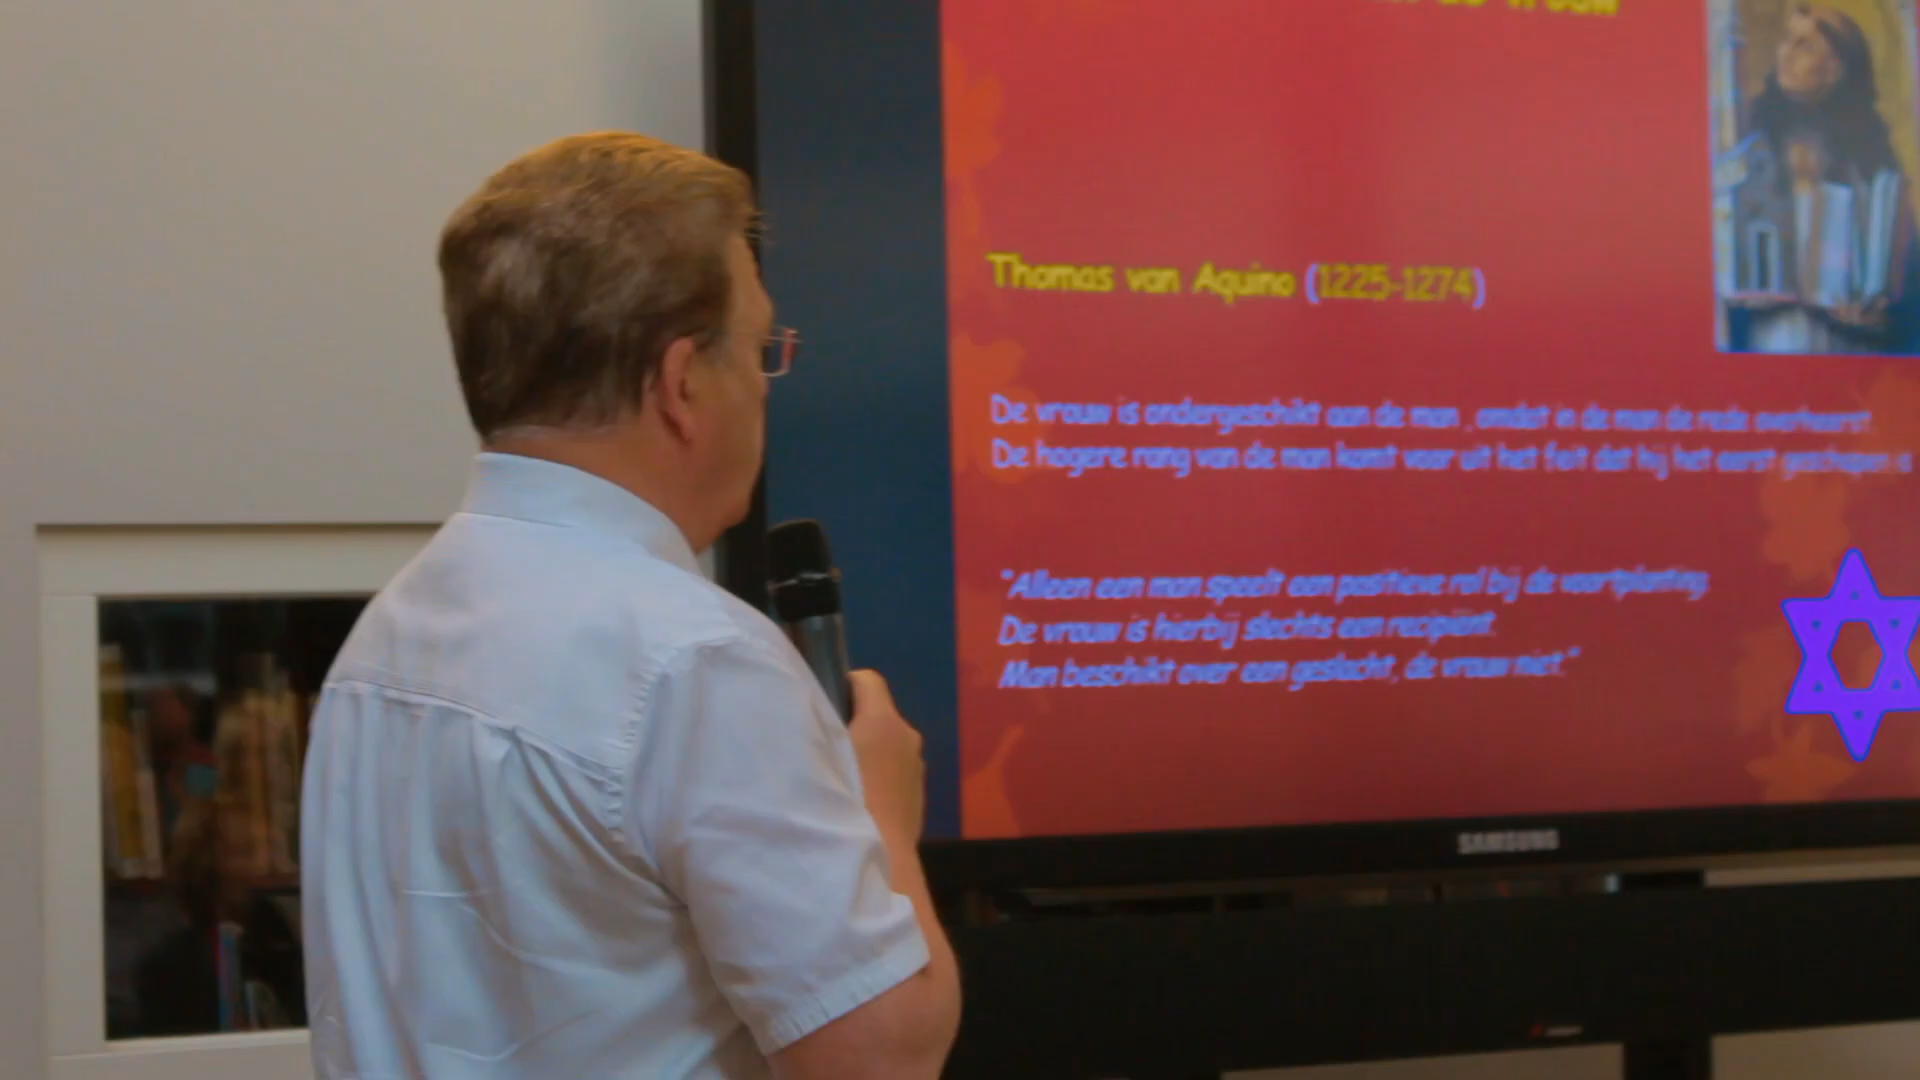 vrouw
Thomas van Aquino (1225-1274)
De vrouw is ondergeschikt aan de man , omdat in de man de rede overheerst.
De hogere rang van de man komt voor uit het feit dat hij het eerst geschapen is
"Alleen een man speelt een positieve rol bij de voortplanting.
De vrouw is hierbij slechts een recipiënt.
Man beschikt over een geslacht, de vrouw niet."
SAMSUNG